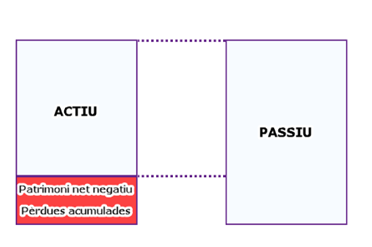 ACTIU
PASSIU
Patrimoni net negatiu
Pèrdues acumulades